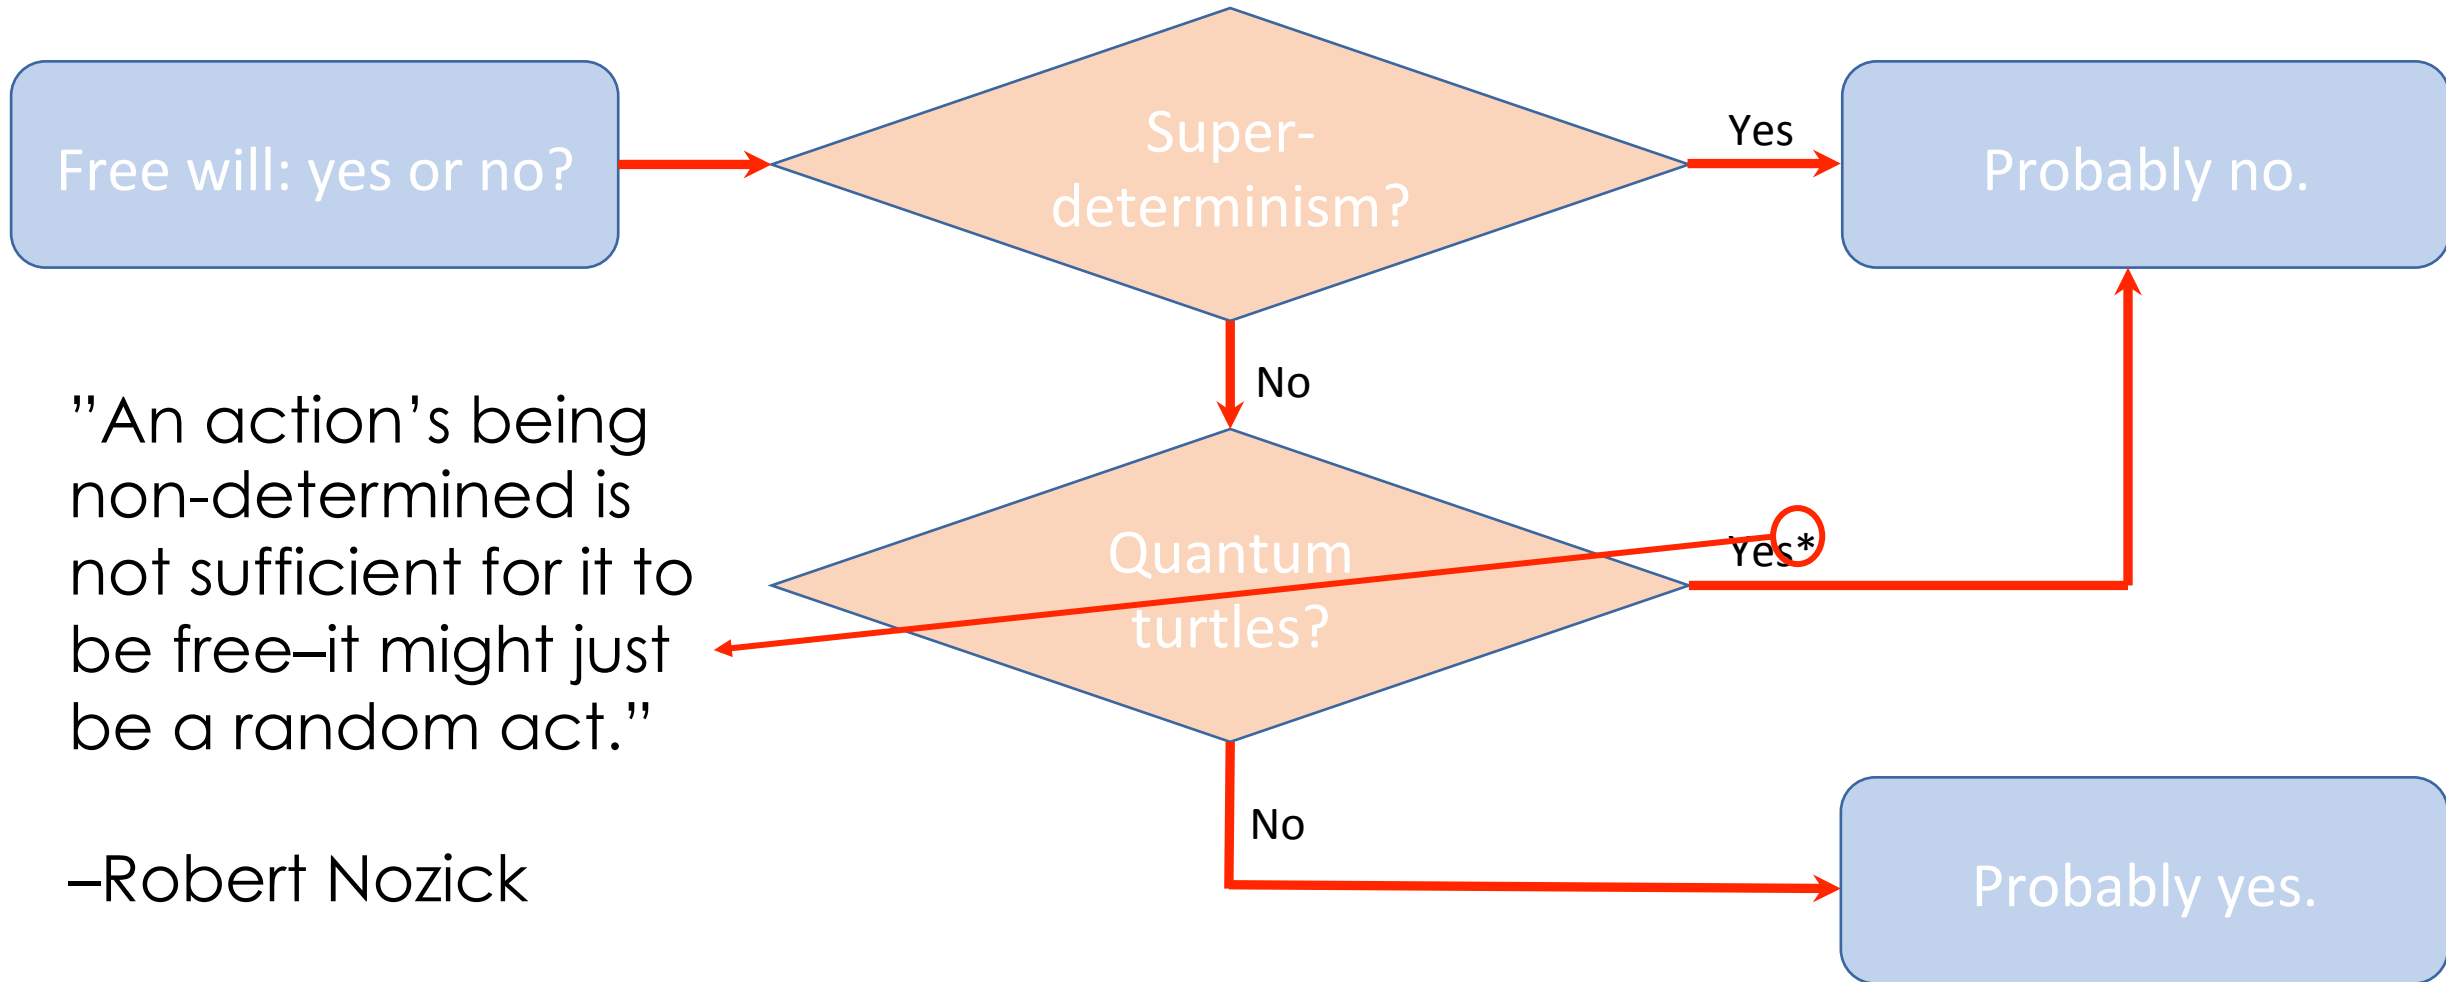 Free will: yes or no?
Super-
determinism?
Yes
Probably no.
No
”An action’s being
non-determined is
not sufficient for it to
be free–it might just
be a random act.”
–Robert Nozick
Quantum
turtles?
Yes*
No
Probably yes.